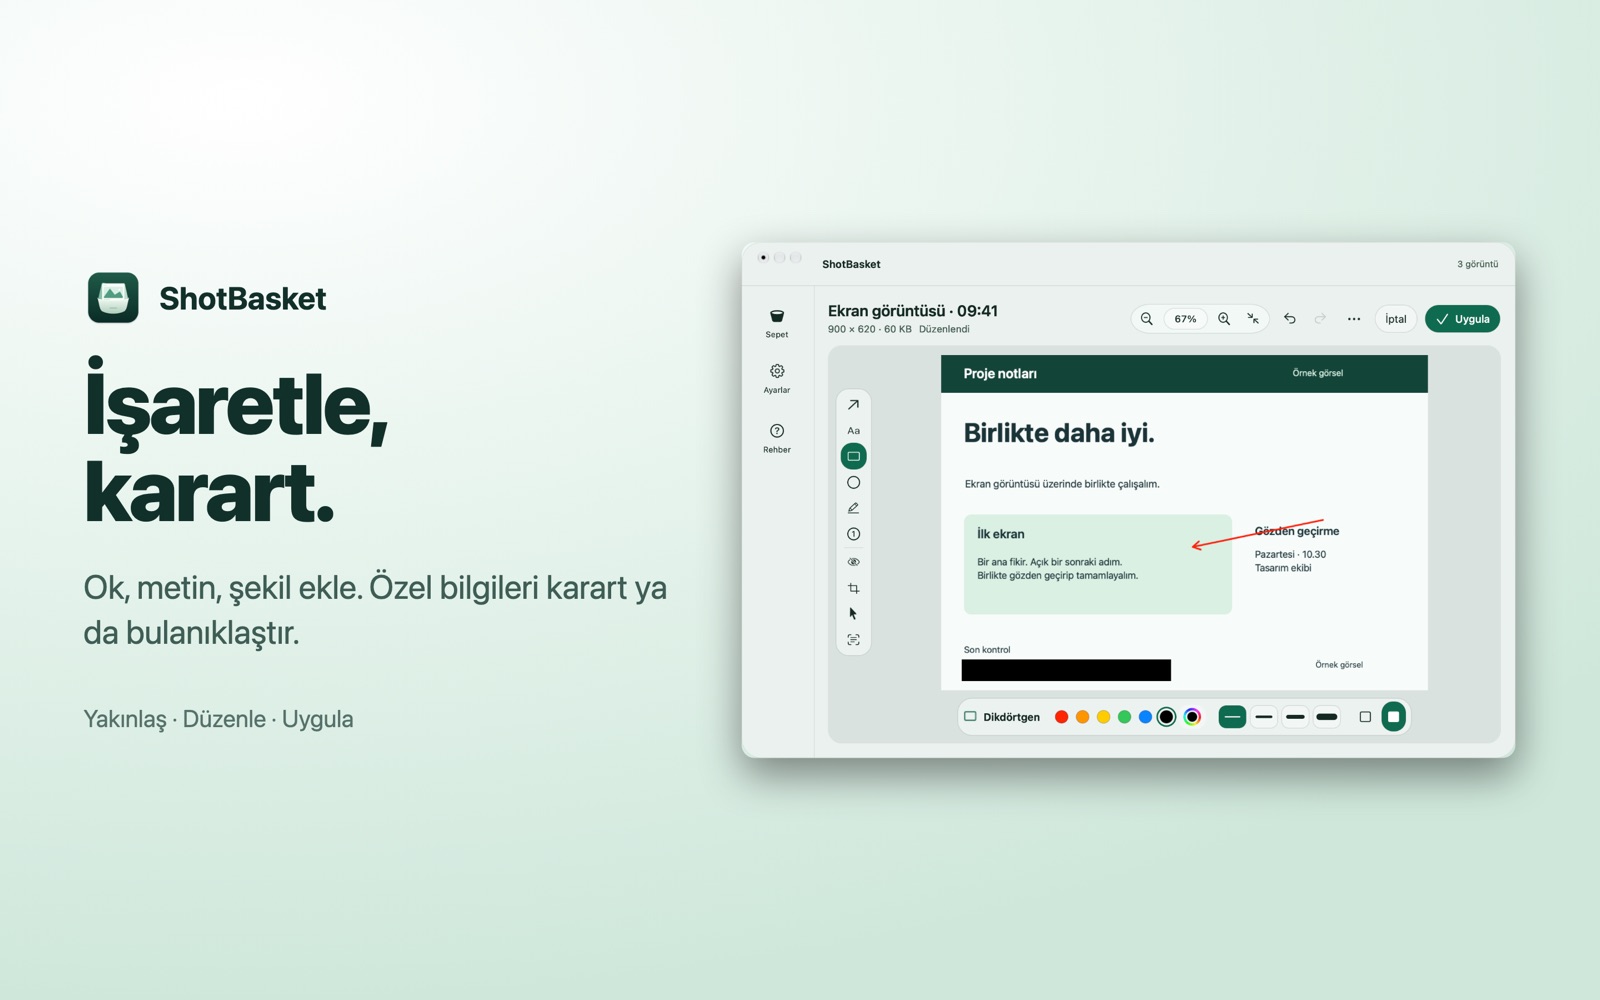 ShotBasket
İşaretle,
karart.
Ok, metin, şekil ekle. Özel bilgileri karart ya
da bulanıklaştır.
Yakınlaş · Düzenle · Uygula
ShotBasket
3 görüntü
Sepet
Ayarlar
Rehber
Ekran görüntüsü · 09:41
900 × 620 · 60 KB Düzenlendi
67%
İptal
Uygula
Aa
1
Proje notları
Örnek görsel
Birlikte daha iyi.
Ekran görüntüsü üzerinde birlikte çalışalım.
İlk ekran
Bir ana fikir. Açık bir sonraki adım.
Birlikte gözden geçirip tamamlayalım.
Gözden geçirme
Pazartesi · 10.30
Tasarım ekibi
Son kontrol
Örnek görsel
Dikdörtgen